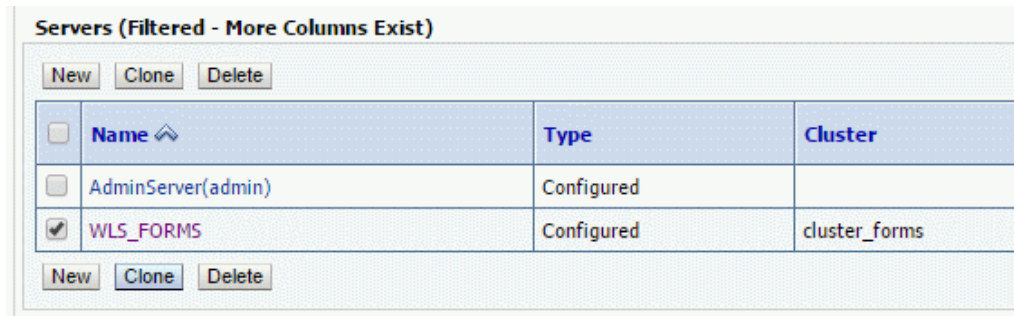 Servers (Filtered - More Columns Exist)
New Clone Delete
Name Type Cluster
AdminServer(admin) Configured
WLS_FORMS Configured cluster_forms
New Clone Delete